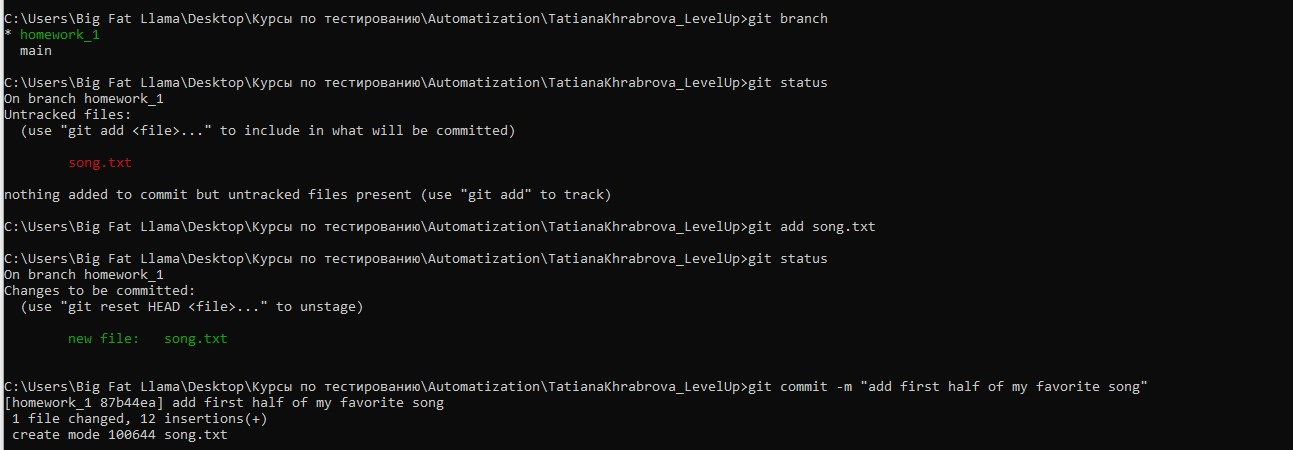 C:\Users\Big Fat Llama\Desktop\Курсы по тестированию\Automatization\TatianaKhrabrova_LevelUp>git branch
* homework_1
  main
C:\Users\Big Fat Llama\Desktop\Курсы по тестированию\Automatization\TatianaKhrabrova_LevelUp>git status
On branch homework_1
Untracked files:
  (use "git add <file>..." to include in what will be committed)
        song.txt
nothing added to commit but untracked files present (use "git add" to track)
C:\Users\Big Fat Llama\Desktop\Курсы по тестированию\Automatization\TatianaKhrabrova_LevelUp>git add song.txt
C:\Users\Big Fat Llama\Desktop\Курсы по тестированию\Automatization\TatianaKhrabrova_LevelUp>git status
On branch homework_1
Changes to be committed:
  (use "git reset HEAD <file>..." to unstage)
        new file:   song.txt
C:\Users\Big Fat Llama\Desktop\Курсы по тестированию\Automatization\TatianaKhrabrova_LevelUp>git commit -m "add first half of my favorite song"
[homework_1 87b44ea] add first half of my favorite song
 1 file changed, 12 insertions(+)
 create mode 100644 song.txt